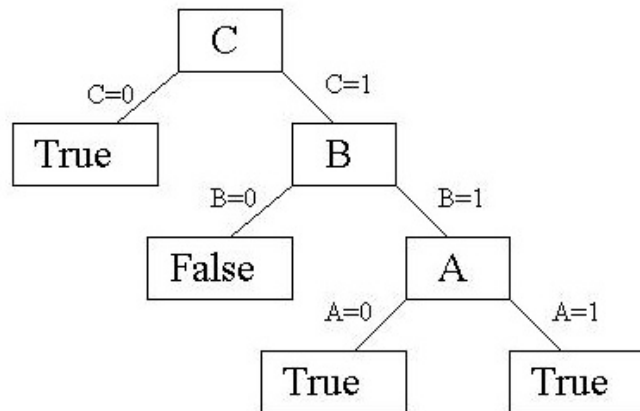 C
C=0
C=1
True
B
B=0
B=1
False
A
A=0
A=1
True
True